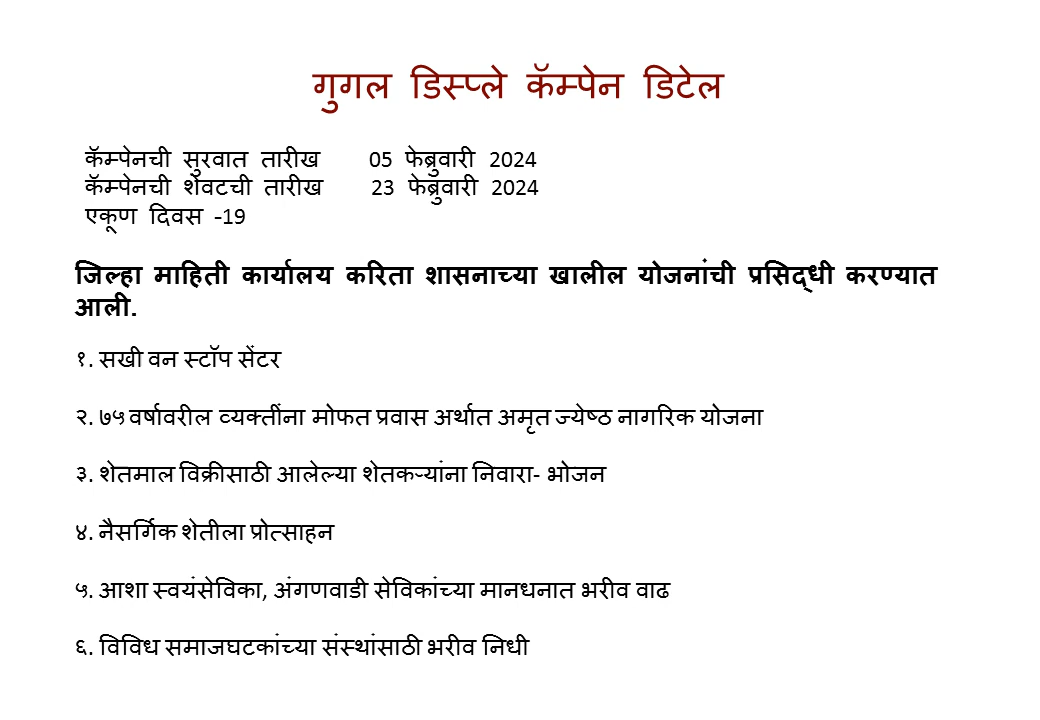 गुगल डिस्प्ले कॅम्पेन डिटेल
कॅम्पेनची सुरवात तारीख 05 फेब्रुवारी 2024
कॅम्पेनची शेवटची तारीख 23 फेब्रुवारी 2024
एकूण दिवस -19
जिल्हा माहिती कार्यालय करिता शासनाच्या खालील योजनांची प्रसिद्धी करण्यात
आली.
१. सखी वन स्टॉप सेंटर
२. ७५ वर्षावरील व्यक्तींना मोफत प्रवास अर्थात अमृत ज्येष्ठ नागरिक योजना
३. शेतमाल विक्रीसाठी आलेल्या शेतकऱ्यांना निवारा- भोजन
४. नैसर्गिक शेतीला प्रोत्साहन
५. आशा स्वयंसेविका, अंगणवाडी सेविकांच्या मानधनात भरीव वाढ
६. विविध समाजघटकांच्या संस्थांसाठी भरीव निधी